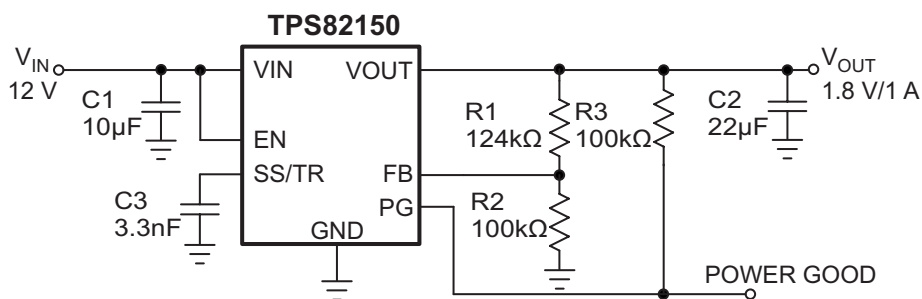 TPS82150
VIN
12 V
C1
10µF
VIN
VOUT
EN
SS/TR
FB
PG
GND
C3
3.3nF
R1
124kΩ
R3
100kΩ
R2
100kΩ
C2
22µF
VOUT
1.8 V/1 A
POWER GOOD